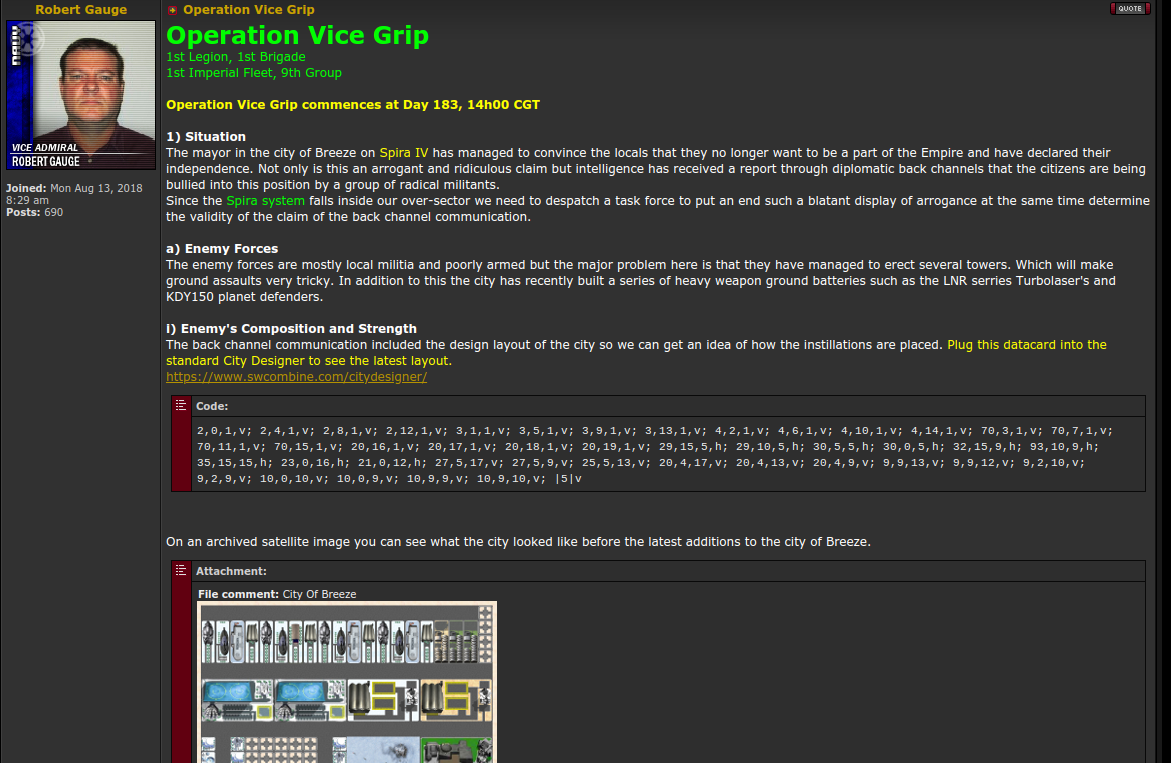 Robert Gauge
Operation Vice Grip
QUOTE
VICE ADMIRAL
ROBERT GAUGE
Joined: Mon Aug 13, 2018
8:29 am
Posts: 690
Operation Vice Grip
1st Legion, 1st Brigade
1st Imperial Fleet, 9th Group
Operation Vice Grip commences at Day 183, 14h00 CGT
1) Situation
The mayor in the city of Breeze on Spira IV has managed to convince the locals that they no longer want to be a part of the Empire and have declared their
independence. Not only is this an arrogant and ridiculous claim but intelligence has received a report through diplomatic back channels that the citizens are being
bullied into this position by a group of radical militants.
Since the Spira system falls inside our over-sector we need to despatch a task force to put an end such a blatant display of arrogance at the same time determine
the validity of the claim of the back channel communication.
a) Enemy Forces
The enemy forces are mostly local militia and poorly armed but the major problem here is that they have managed to erect several towers. Which will make
ground assaults very tricky. In addition to this the city has recently built a series of heavy weapon ground batteries such as the LNR serries Turbolaser's and
KDY150 planet defenders.
i) Enemy's Composition and Strength
The back channel communication included the design layout of the city so we can get an idea of how the instillations are placed. Plug this datacard into the
standard City Designer to see the latest layout.
https://www.swcombine.com/citydesigner/
Code:
2,0,1,v; 2,4,1,v; 2,8,1,v; 2,12,1,v; 3,1,1,v; 3,5,1,v; 3,9,1,v; 3,13,1,v; 4,2,1,v; 4,6,1,v; 4,10,1,v; 4,14,1,v; 70,3,1,v; 70,7,1,v;
70,11,1,v; 70,15,1,v; 20,16,1,v; 20,17,1,v; 20,18,1,v; 20,19,1,v; 29,15,5,h; 29,10,5,h; 30,5,5,h; 30,0,5,h; 32,15,9,h; 93,10,9,h;
35,15,15,h; 23,0,16,h; 21,0,12,h; 27,5,17,v; 27,5,9,v; 25,5,13,v; 20,4,17,v; 20,4,13,v; 20,4,9,v; 9,9,13,v; 9,9,12,v; 9,2,10,v;
9,2,9,v; 10,0,10,v; 10,0,9,v; 10,9,9,v; 10,9,10,v; |5|v
On an archived satellite image you can see what the city looked like before the latest additions to the city of Breeze.
Attachment:
File comment: City Of Breeze